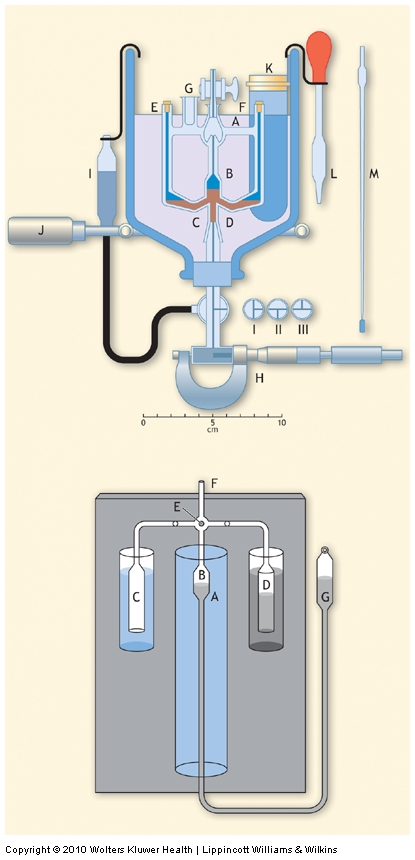 K
E
G
F
A
I
B
L
M
C
D
J
I
II
III
H
0
5
10
cm
F
E
B
C
A
D
G
Copyright © 2010 Wolters Kluwer Health | Lippincott Williams & Wilkins